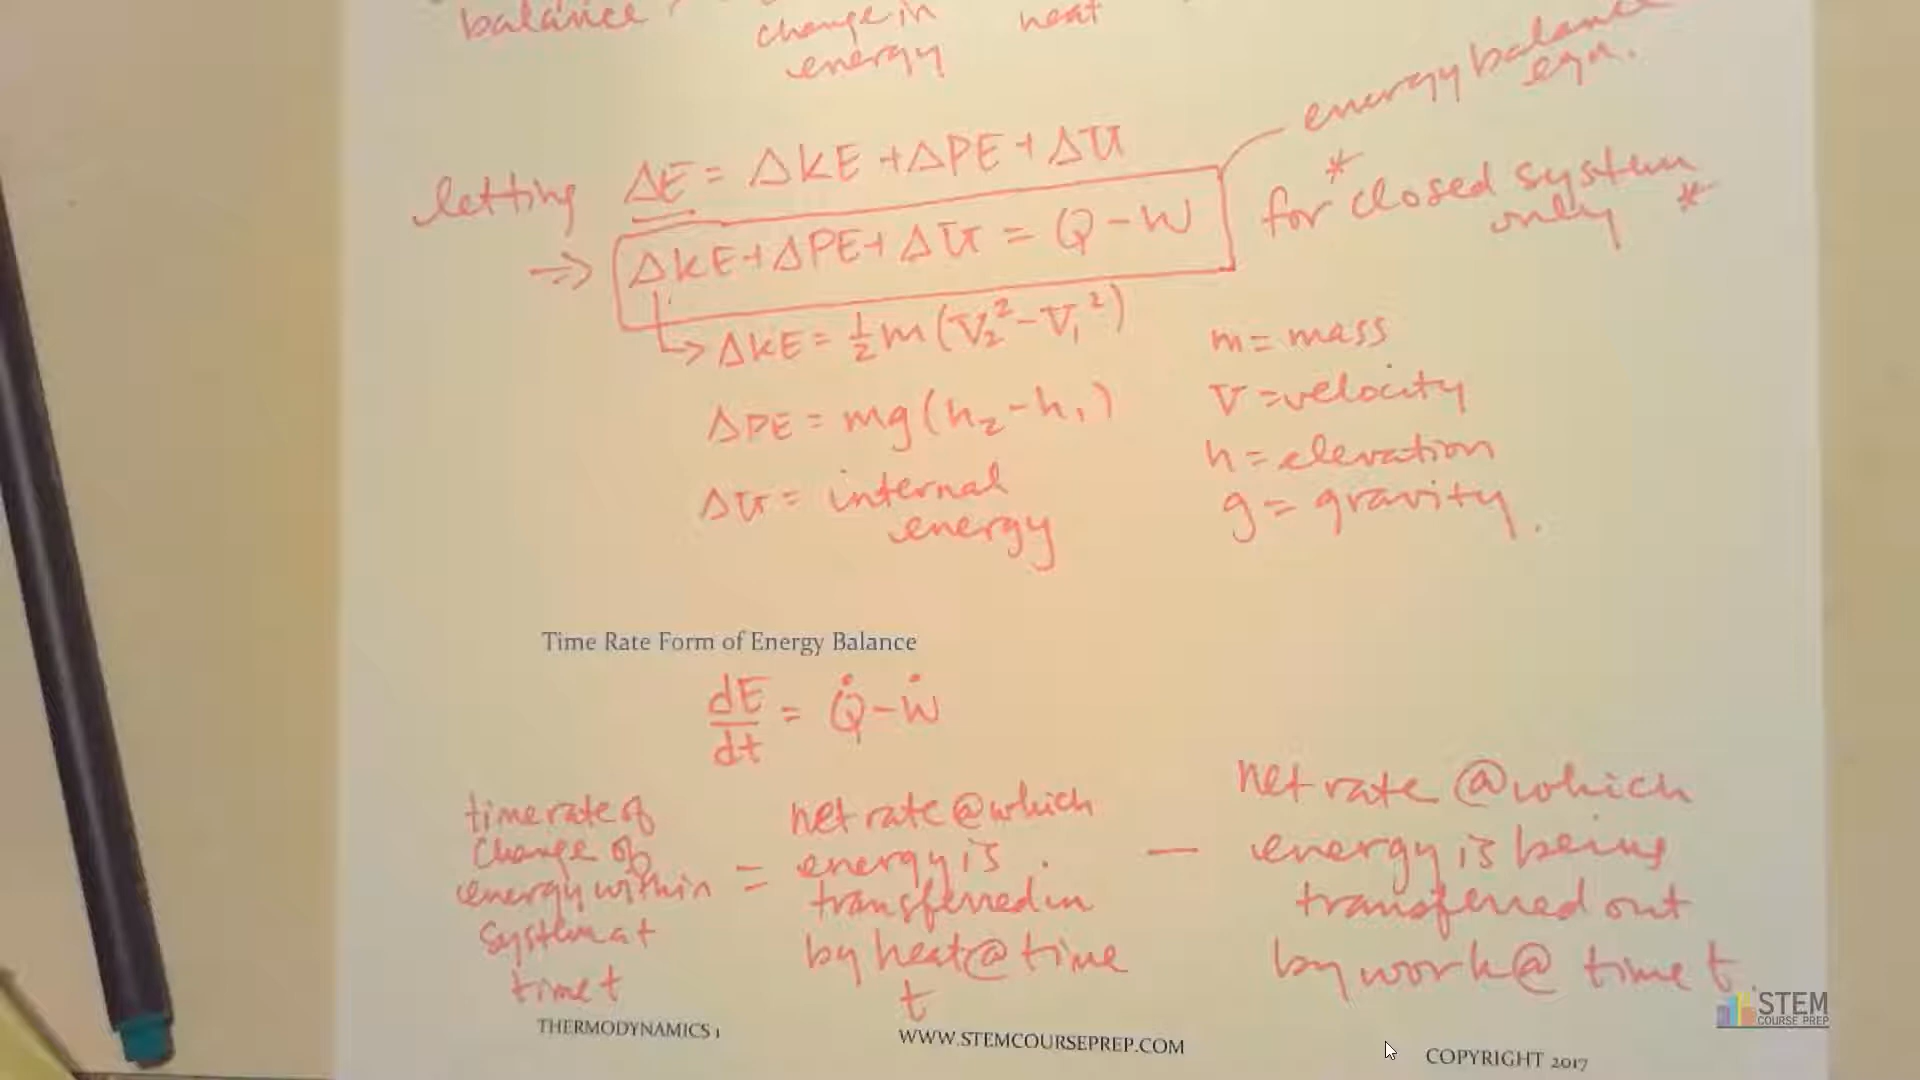 balance
change in
heat
energy
energy balance
eqn.
letting ΔE = ΔKE + ΔPE + ΔU
⇒ ΔKE + ΔPE + ΔU = Q - W
for *closed system
only *
→ ΔKE = ½ m (V₂² - V₁²)
ΔPE = mg (h₂ - h₁)
ΔU = internal
energy
m = mass
V = velocity
h = elevation
g = gravity.
Time Rate Form of Energy Balance
dE/dt = Q̇ - Ẇ
time rate of
change of
energy within
system at
time t
=
net rate @ which
energy is
transferred in
by heat @ time
t
-
net rate @ which
energy is being
transferred out
by work @ time t.
STEM
COURSE PREP
THERMODYNAMICS 1
WWW.STEMCOURSEPREP.COM
COPYRIGHT 2017